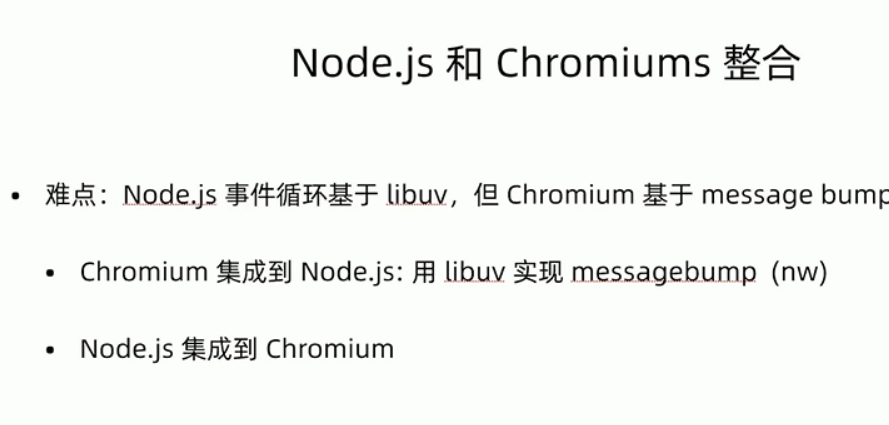 Node.js 和 Chromiums 整合
• 难点：Node.js 事件循环基于 libuv，但 Chromium 基于 message bump
• Chromium 集成到 Node.js: 用 libuv 实现 messagebump（nw)
• Node.js 集成到 Chromium